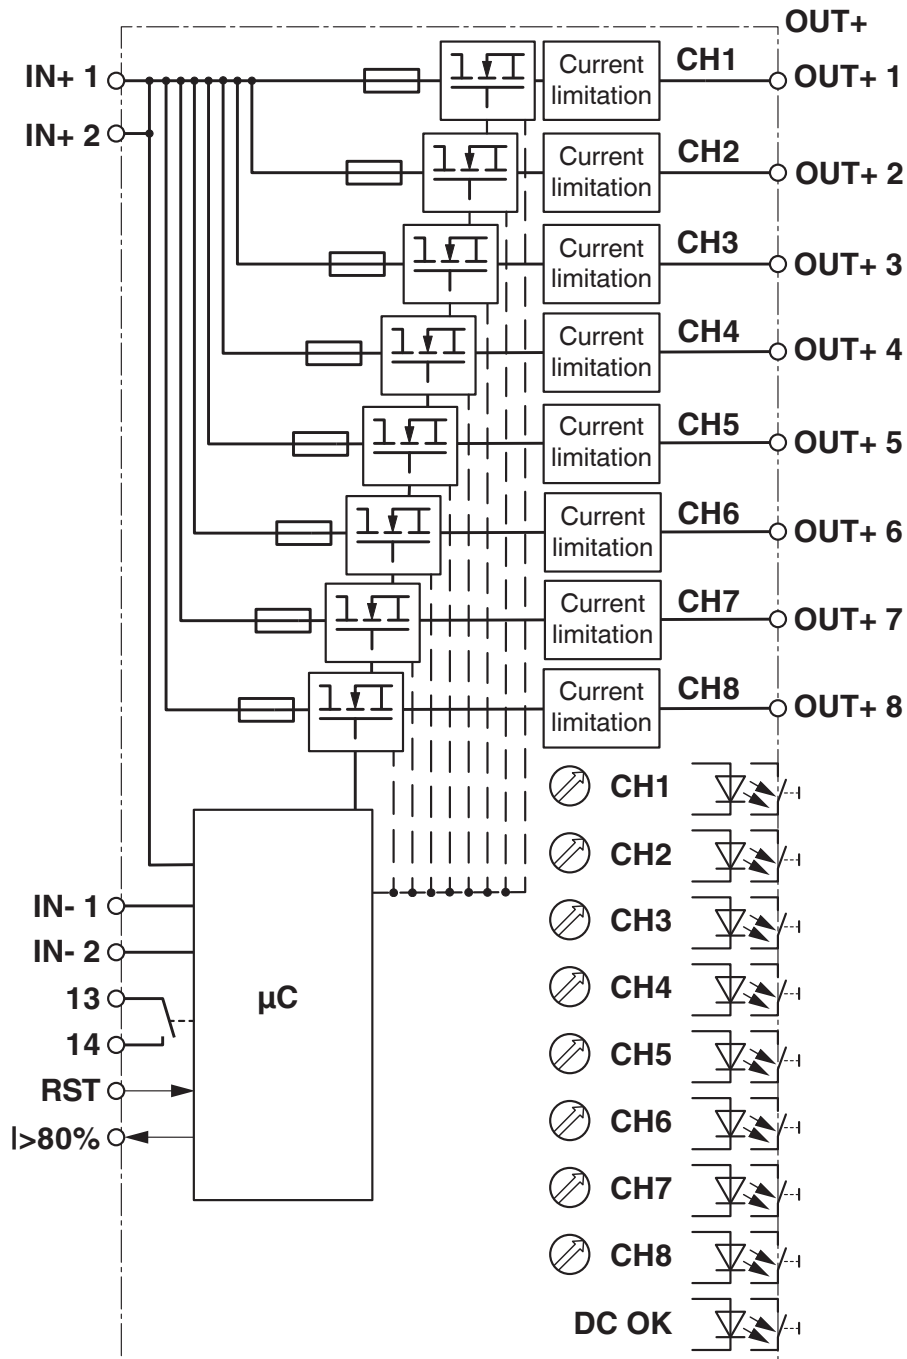 OUT+
IN+ 1
Current
limitation
CH1
OUT+ 1
IN+ 2
Current
limitation
CH2
OUT+ 2
Current
limitation
CH3
OUT+ 3
Current
limitation
CH4
OUT+ 4
Current
limitation
CH5
OUT+ 5
Current
limitation
CH6
OUT+ 6
Current
limitation
CH7
OUT+ 7
Current
limitation
CH8
OUT+ 8
IN- 1
IN- 2
13
14
RST
I>80%
µC
CH1
CH2
CH3
CH4
CH5
CH6
CH7
CH8
DC OK